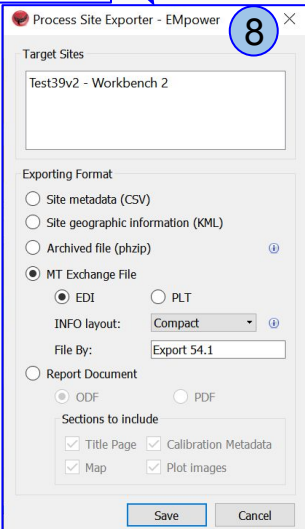 Process Site Exporter - EMpower
8
Target Sites
Test39v2 - Workbench 2
Exporting Format
Site metadata (CSV)
Site geographic information (KML)
Archived file (phzip)
MT Exchange File
EDI PLT
INFO layout: Compact
File By: Export 54.1
Report Document
ODF PDF
Sections to include
Title Page Calibration Metadata
Map Plot images
Save Cancel